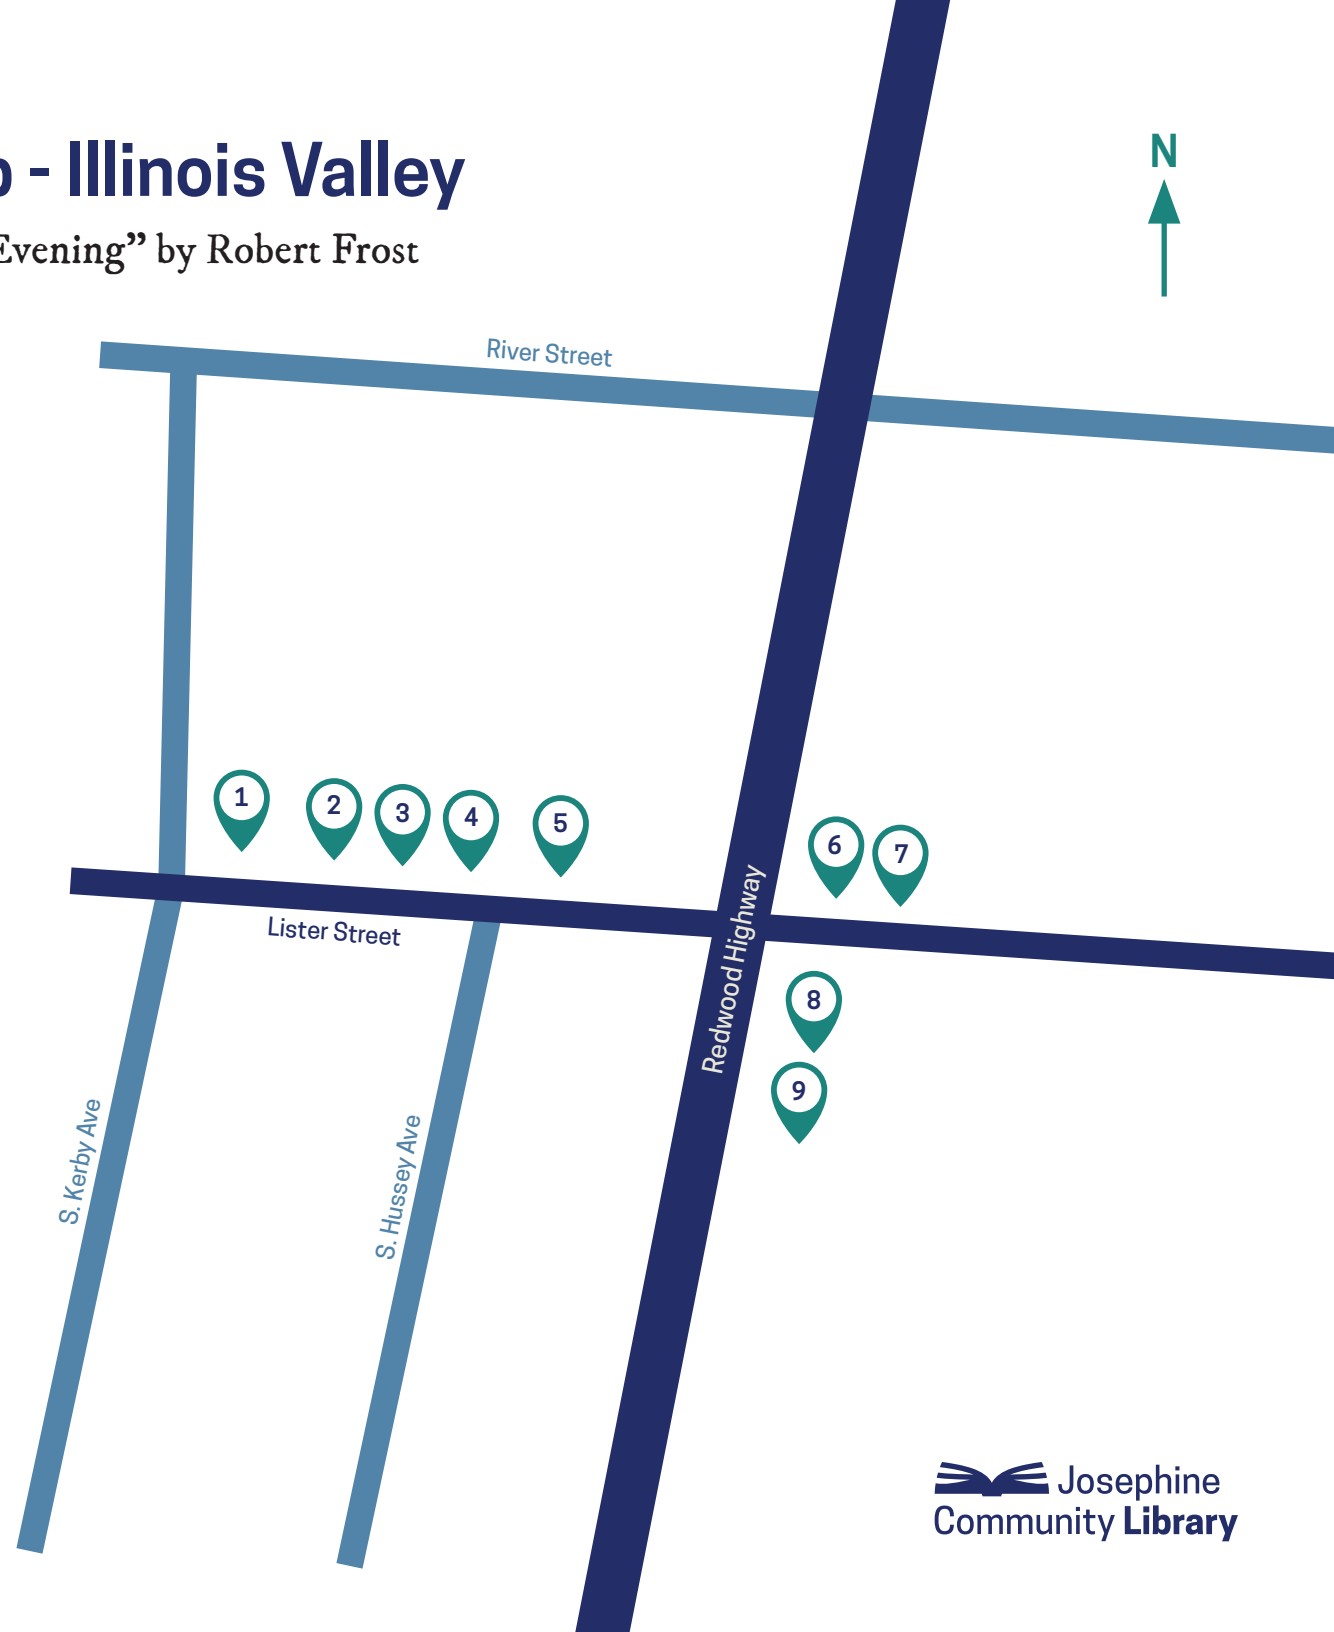 - Illinois Valley
Evening” by Robert Frost
N
River Street
1
2
3
4
5
6
7
Lister Street
Redwood Highway
8
9
S. Kerby Ave
S. Hussey Ave
Josephine
Community Library